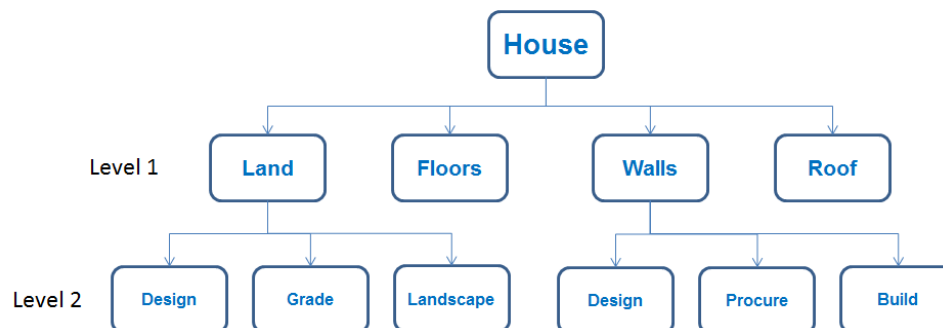 House
Level 1
Land
Floors
Walls
Roof
Level 2
Design
Grade
Landscape
Design
Procure
Build